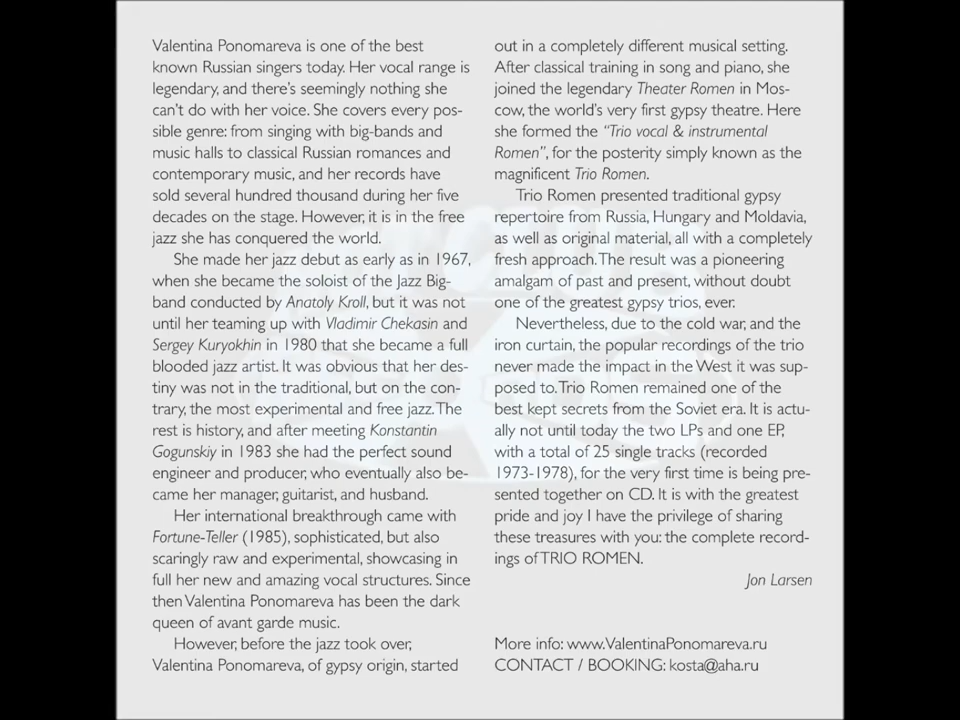 Valentina Ponomareva is one of the best
known Russian singers today. Her vocal range is
legendary, and there's seemingly nothing she
can't do with her voice. She covers every pos-
sible genre: from singing with big-bands and
music halls to classical Russian romances and
contemporary music, and her records have
sold several hundred thousand during her five
decades on the stage. However, it is in the free
jazz she has conquered the world.
She made her jazz debut as early as in 1967,
when she became the soloist of the Jazz Big-
band conducted by Anatoly Kroll, but it was not
until her teaming up with Vladimir Chekasin and
Sergey Kuryokhin in 1980 that she became a full
blooded jazz artist. It was obvious that her des-
tiny was not in the traditional, but on the con-
trary, the most experimental and free jazz. The
rest is history, and after meeting Konstantin
Gogunskiy in 1983 she had the perfect sound
engineer and producer, who eventually also be-
came her manager, guitarist, and husband.
Her international breakthrough came with
Fortune-Teller (1985), sophisticated, but also
scaringly raw and experimental, showcasing in
full her new and amazing vocal structures. Since
then Valentina Ponomareva has been the dark
queen of avant garde music.
However, before the jazz took over,
Valentina Ponomareva, of gypsy origin, started
out in a completely different musical setting.
After classical training in song and piano, she
joined the legendary Theater Romen in Mos-
cow, the world's very first gypsy theatre. Here
she formed the “Trio vocal & instrumental
Romen”, for the posterity simply known as the
magnificent Trio Romen.
Trio Romen presented traditional gypsy
repertoire from Russia, Hungary and Moldavia,
as well as original material, all with a completely
fresh approach. The result was a pioneering
amalgam of past and present, without doubt
one of the greatest gypsy trios, ever.
Nevertheless, due to the cold war, and the
iron curtain, the popular recordings of the trio
never made the impact in the West it was sup-
posed to. Trio Romen remained one of the
best kept secrets from the Soviet era. It is actu-
ally not until today the two LPs and one EP,
with a total of 25 single tracks (recorded
1973-1978), for the very first time is being pre-
sented together on CD. It is with the greatest
pride and joy I have the privilege of sharing
these treasures with you: the complete record-
ings of TRIO ROMEN.
Jon Larsen
More info: www.ValentinaPonomareva.ru
CONTACT / BOOKING: kosta@aha.ru